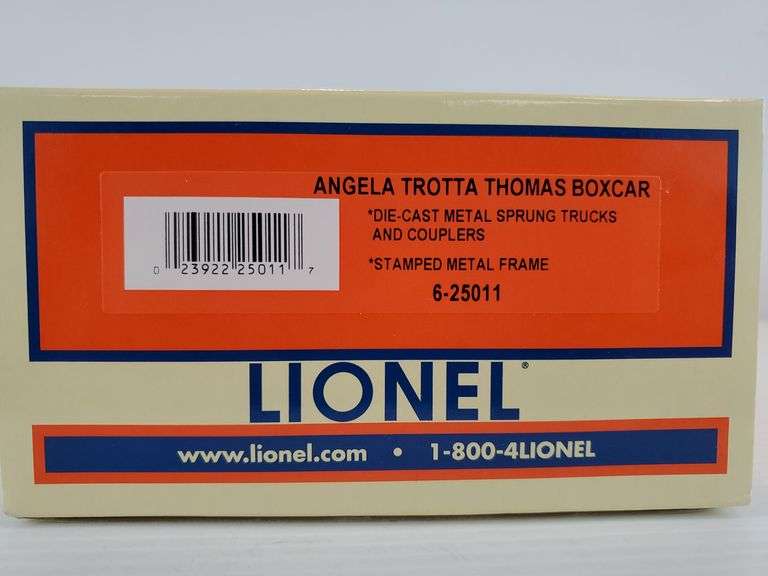 ANGELA TROTTA THOMAS BOXCAR
*DIE-CAST METAL SPRUNG TRUCKS
AND COUPLERS
*STAMPED METAL FRAME
6-25011
0 23922 25011 7
LIONEL®
www.lionel.com • 1-800-4LIONEL